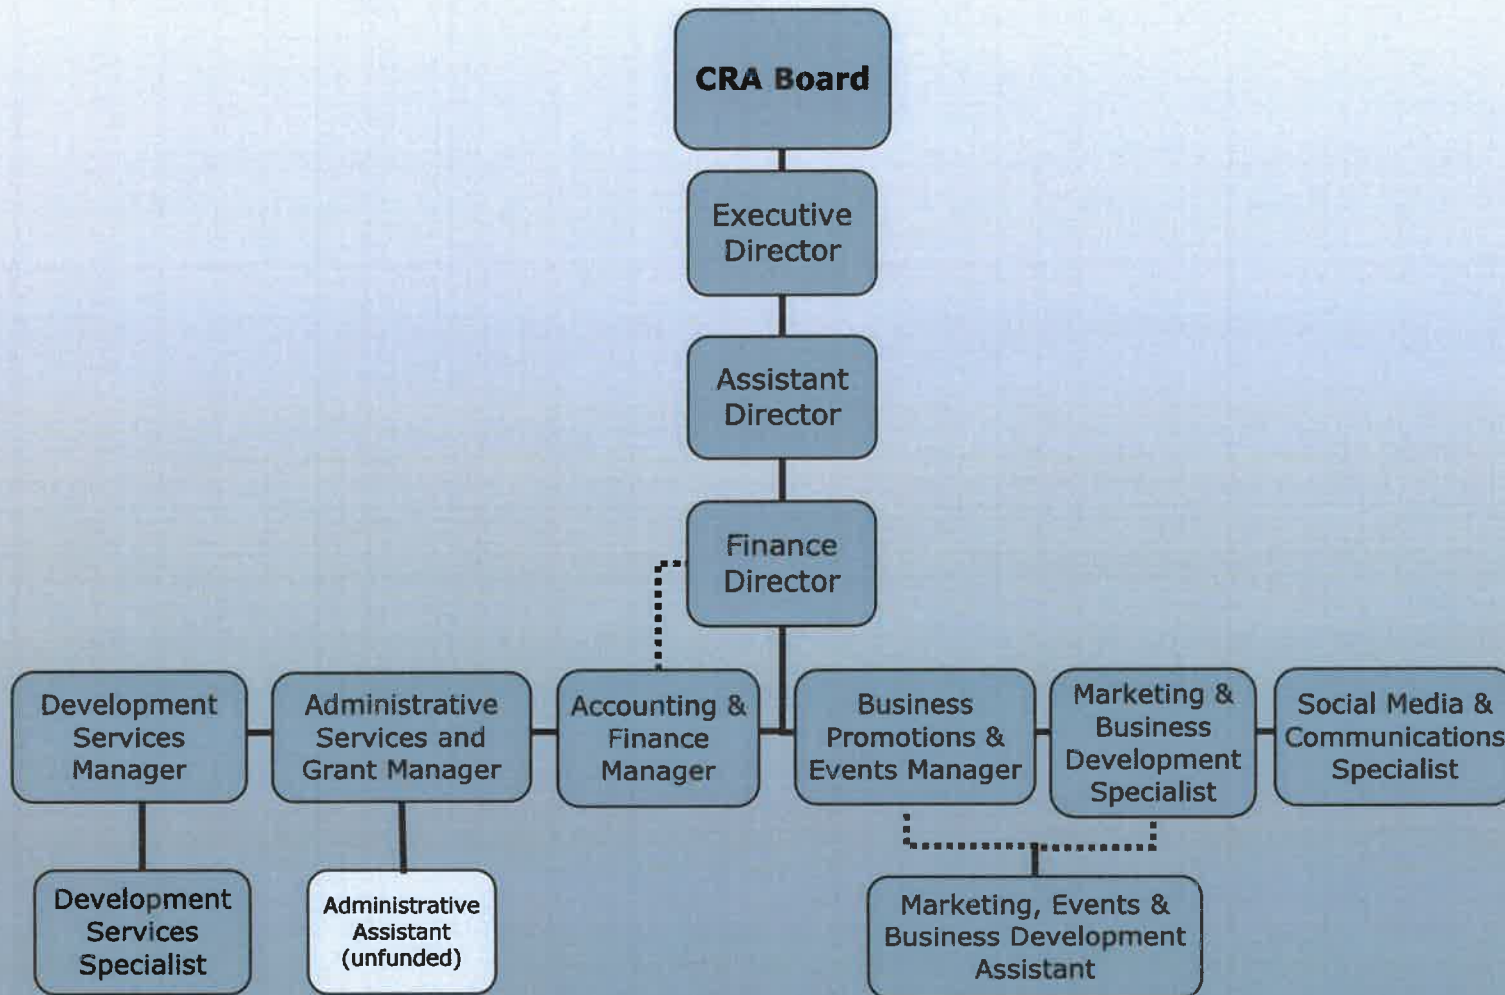 CRA Board
Executive
Director
Assistant
Director
Finance
Director
Development
Services
Manager
Administrative
Services and
Grant Manager
Accounting &
Finance
Manager
Business
Promotions &
Events Manager
Marketing &
Business
Development
Specialist
Social Media &
Communications
Specialist
Development
Services
Specialist
Administrative
Assistant
(unfunded)
Marketing, Events &
Business Development
Assistant